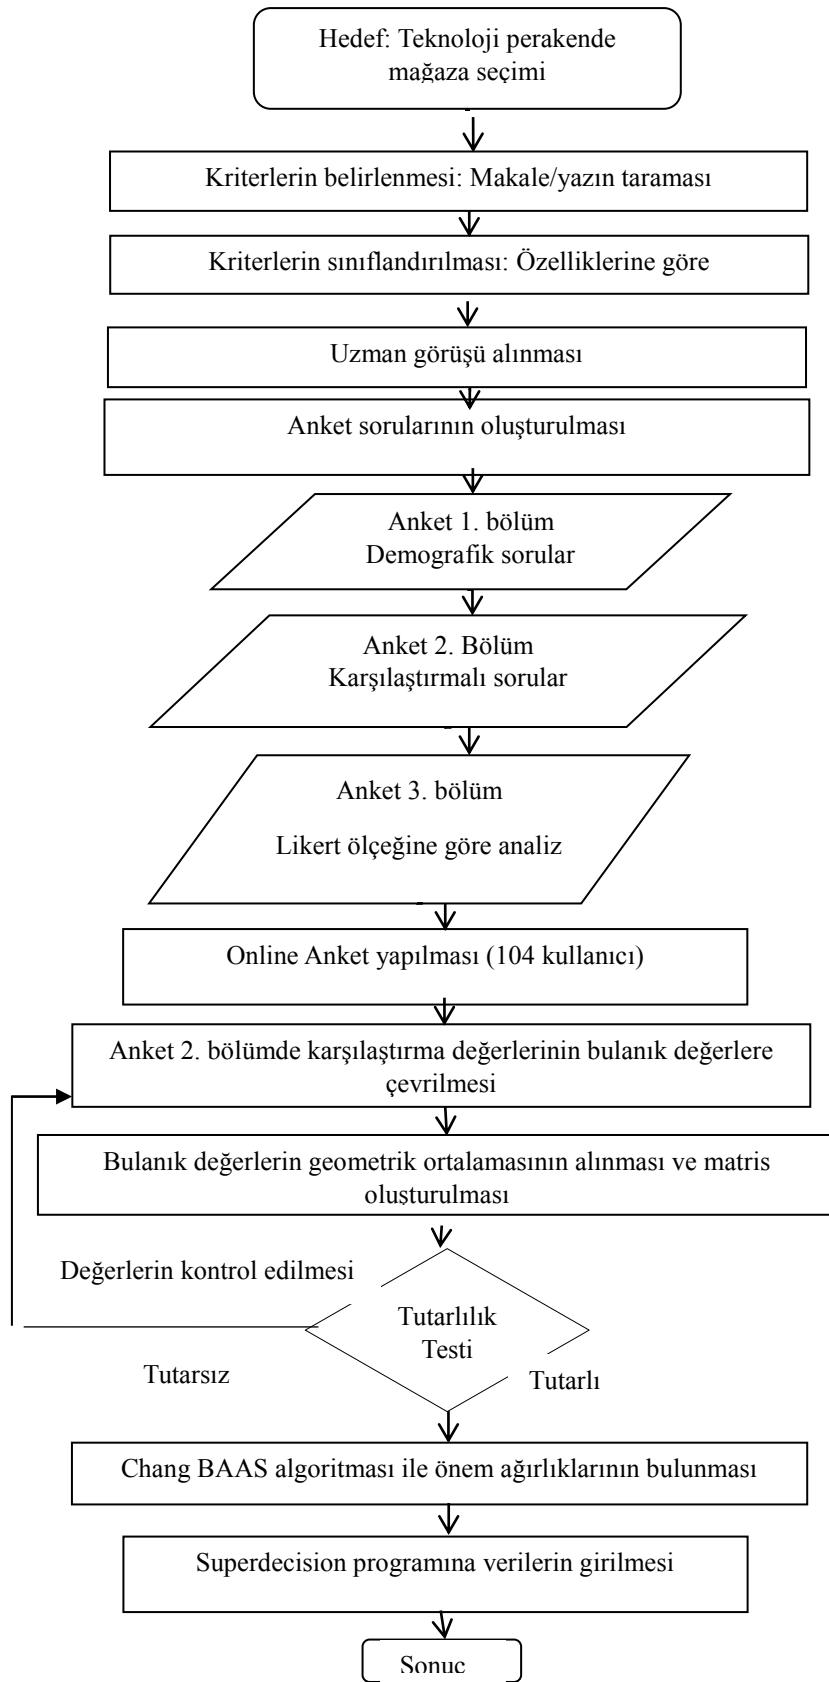 Hedef: Teknoloji perakende
mağaza seçimi
Kriterlerin belirlenmesi: Makale/yazın taraması
Kriterlerin sınıflandırılması: Özelliklerine göre
Uzman görüşü alınması
Anket sorularının oluşturulması
Anket 1. bölüm
Demografik sorular
Anket 2. Bölüm
Karşılaştırmalı sorular
Anket 3. bölüm
Likert ölçeğine göre analiz
Online Anket yapılması (104 kullanıcı)
Anket 2. bölümde karşılaştırma değerlerinin bulanık değerlere
çevrilmesi
Bulanık değerlerin geometrik ortalamasının alınması ve matris
oluşturulması
Değerlerin kontrol edilmesi
Tutarlılık
Testi
Tutarsız
Tutarlı
Chang BAAS algoritması ile önem ağırlıklarının bulunması
Superdecision programına verilerin girilmesi
Sonuç